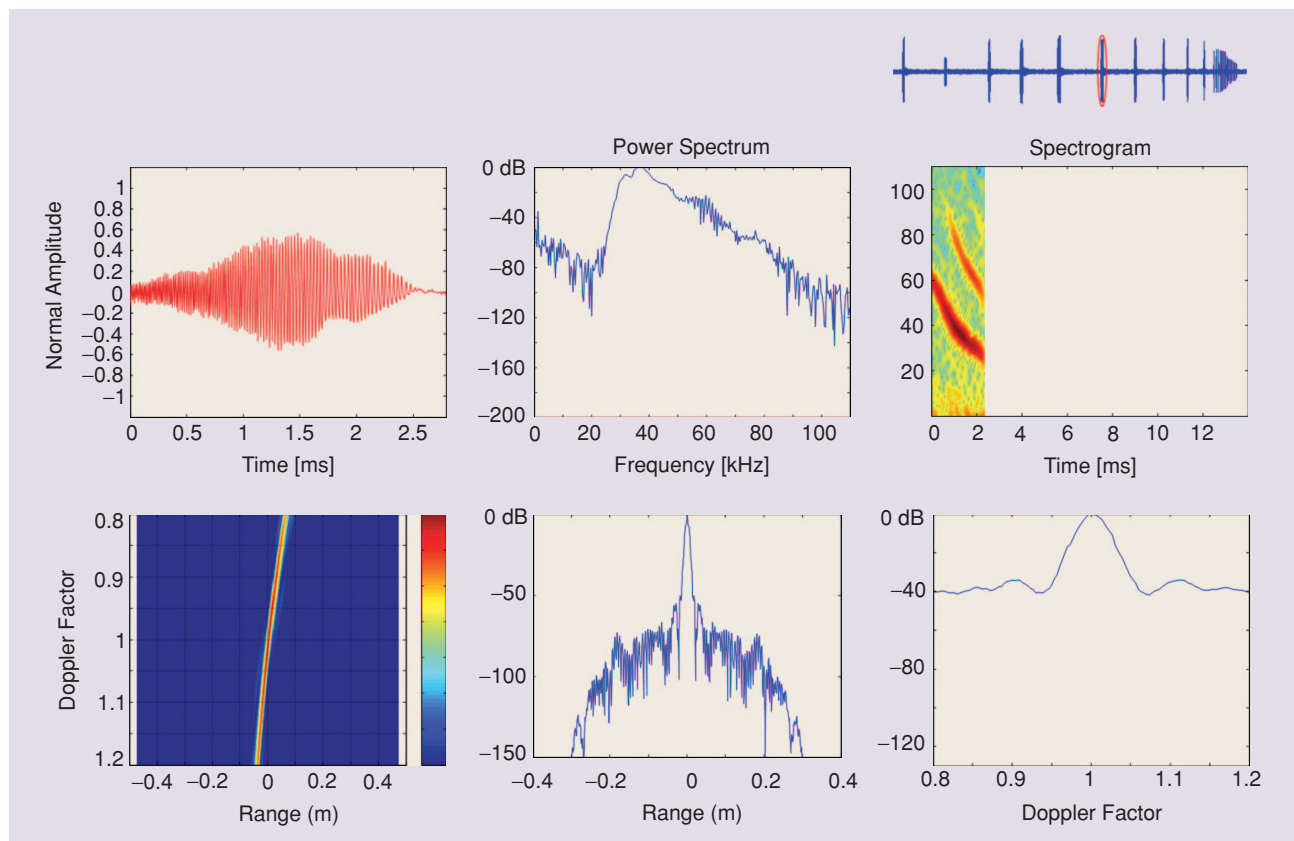 Power Spectrum
Spectrogram
Normal Amplitude
1
0.8
0.6
0.4
0.2
0
−0.2
−0.4
−0.6
−0.8
−1
0 0.5 1 1.5 2 2.5
Time [ms]
0 dB
−40
−80
−120
−160
−200
0 20 40 60 80 100
Frequency [kHz]
100
80
60
40
20
0 2 4 6 8 10 12
Time [ms]
Doppler Factor
0.8
0.9
1
1.1
1.2
−0.4 −0.2 0 0.2 0.4
Range (m)
0 dB
−50
−100
−150
−0.4 −0.2 0 0.2 0.4
Range (m)
0 dB
−40
−80
−120
0.8 0.9 1 1.1 1.2
Doppler Factor